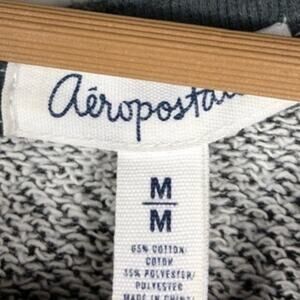 aéropostal
M
M
65% COTTON
COTON
35% POLYESTER/
POLYESTER
MADE IN CHINA/